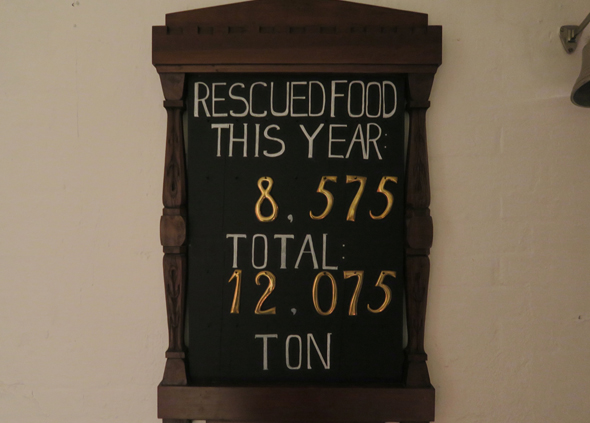 RESCUED FOOD
THIS YEAR:
8,575
TOTAL:
12,075
TON